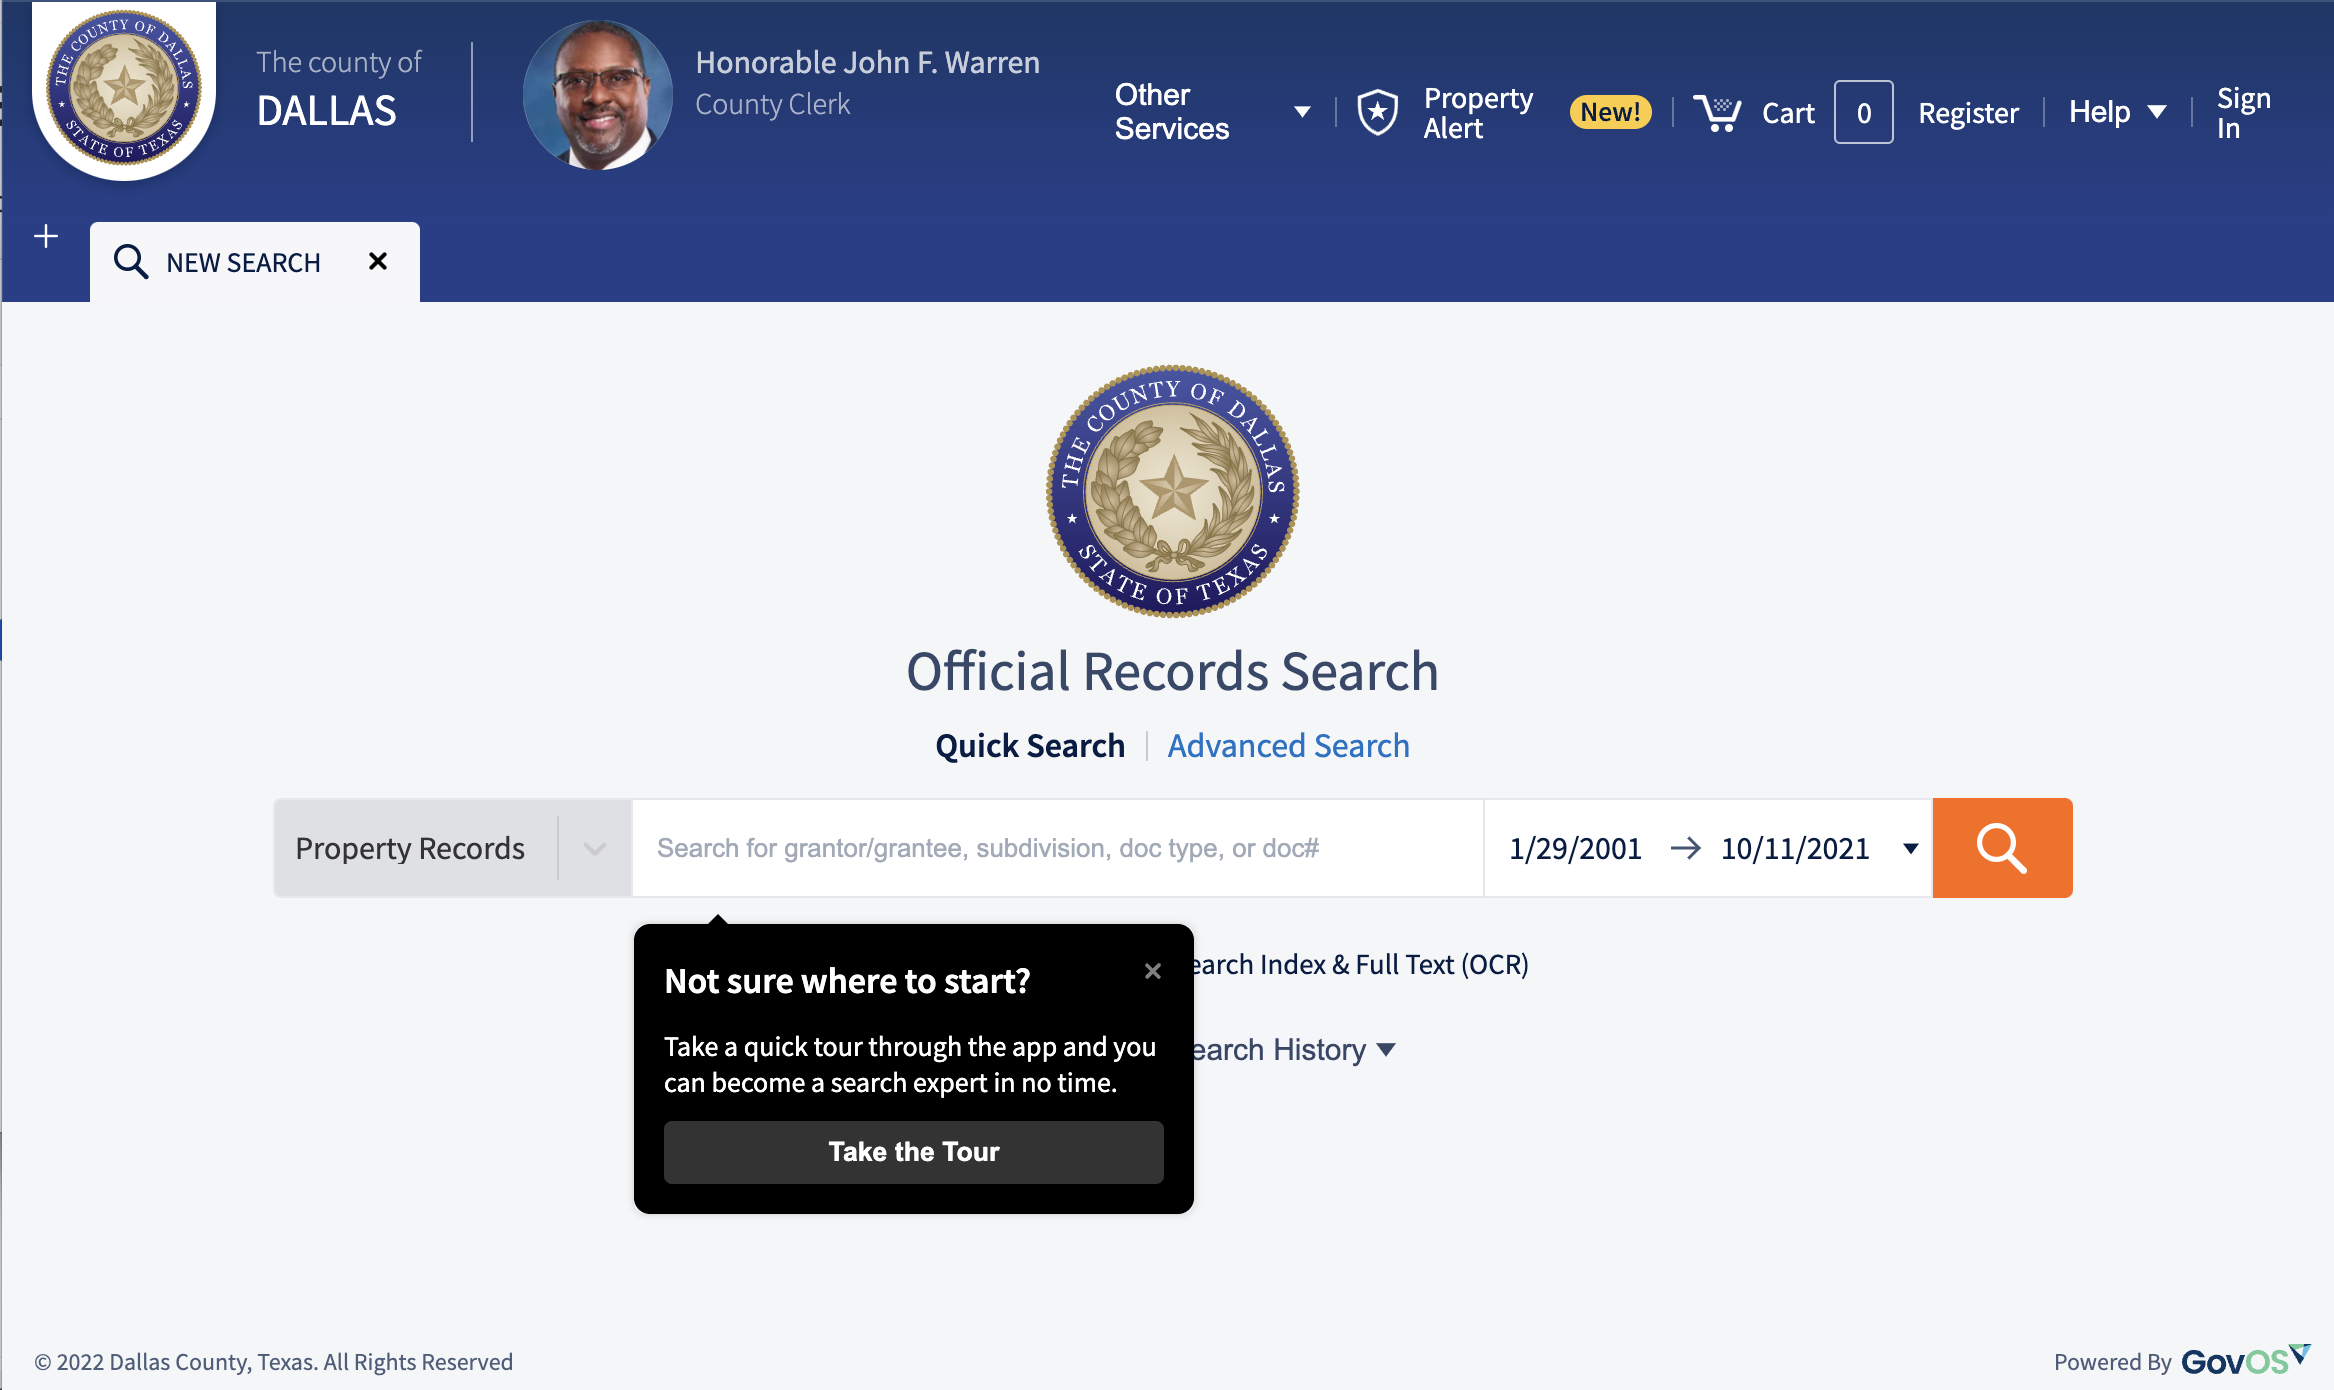 THE COUNTY OF DALLAS
STATE OF TEXAS
The county of
DALLAS
Honorable John F. Warren
County Clerk
Other
Services
Property
Alert
New!
Cart
0
Register
Help
Sign
In
NEW SEARCH
THE COUNTY OF DALLAS
STATE OF TEXAS
Official Records Search
Quick Search
Advanced Search
Property Records
Search for grantor/grantee, subdivision, doc type, or doc#
1/29/2001 → 10/11/2021
earch Index & Full Text (OCR)
Not sure where to start?
Take a quick tour through the app and you
can become a search expert in no time.
earch History
Take the Tour
© 2022 Dallas County, Texas. All Rights Reserved
Powered By GovOS